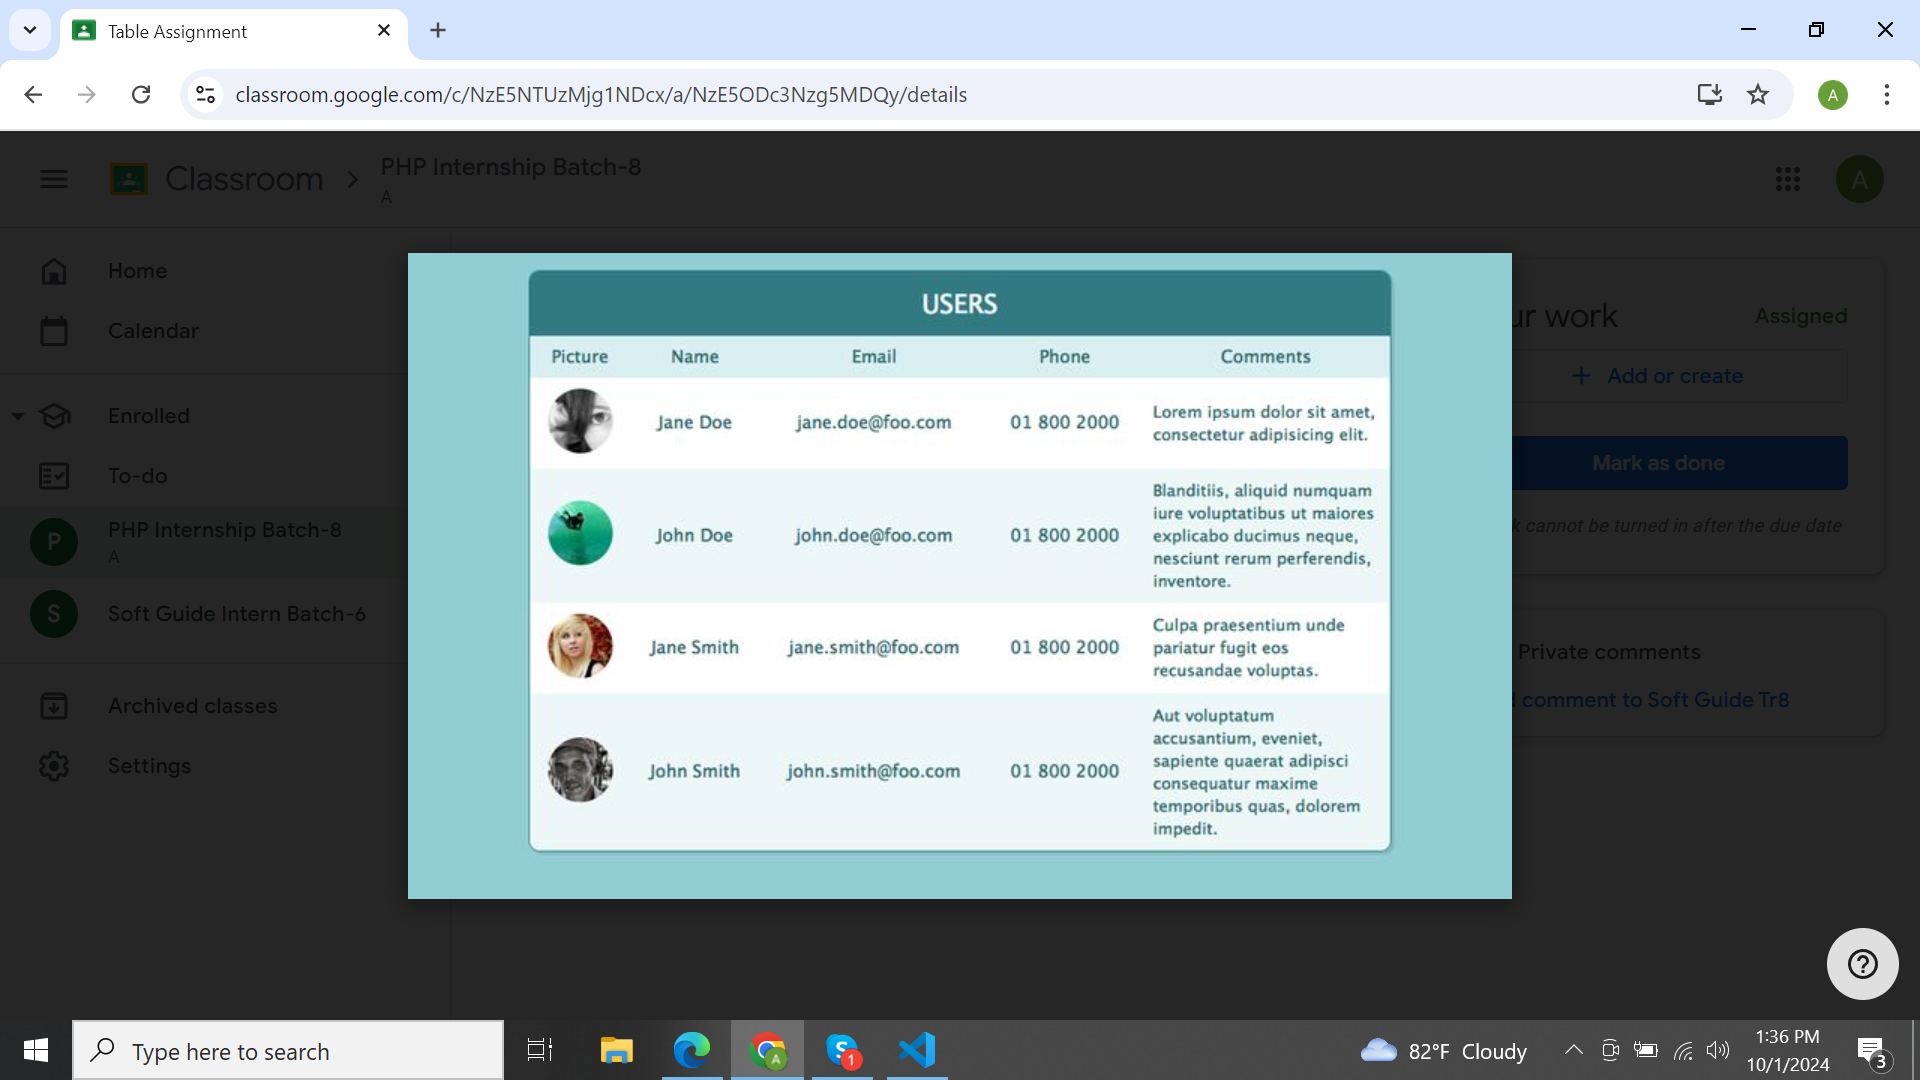 Table Assignment
classroom.google.com/c/NzE5NTUzMjg1NDcx/a/NzE5ODc3Nzg5MDQy/details
A
Classroom
PHP Internship Batch-8
A
A
Home
Calendar
Enrolled
To-do
P
PHP Internship Batch-8
A
S
Soft Guide Intern Batch-6
Archived classes
Settings
USERS
Picture Name Email Phone Comments
Jane Doe jane.doe@foo.com 01 800 2000
Lorem ipsum dolor sit amet,
consectetur adipisicing elit.
John Doe john.doe@foo.com 01 800 2000
Blanditiis, aliquid numquam
iure voluptatibus ut maiores
explicabo ducimus neque,
nesciunt rerum perferendis,
inventore.
Jane Smith jane.smith@foo.com 01 800 2000
Culpa praesentium unde
pariatur fugit eos
recusandae voluptas.
John Smith john.smith@foo.com 01 800 2000
Aut voluptatum
accusantium, eveniet,
sapiente quaerat adipisci
consequatur maxime
temporibus quas, dolorem
impedit.
work Assigned
Add or create
Mark as done
cannot be turned in after the due date
Private comments
comment to Soft Guide Tr8
Type here to search
A
S
1
82°F Cloudy
1:36 PM
10/1/2024
3